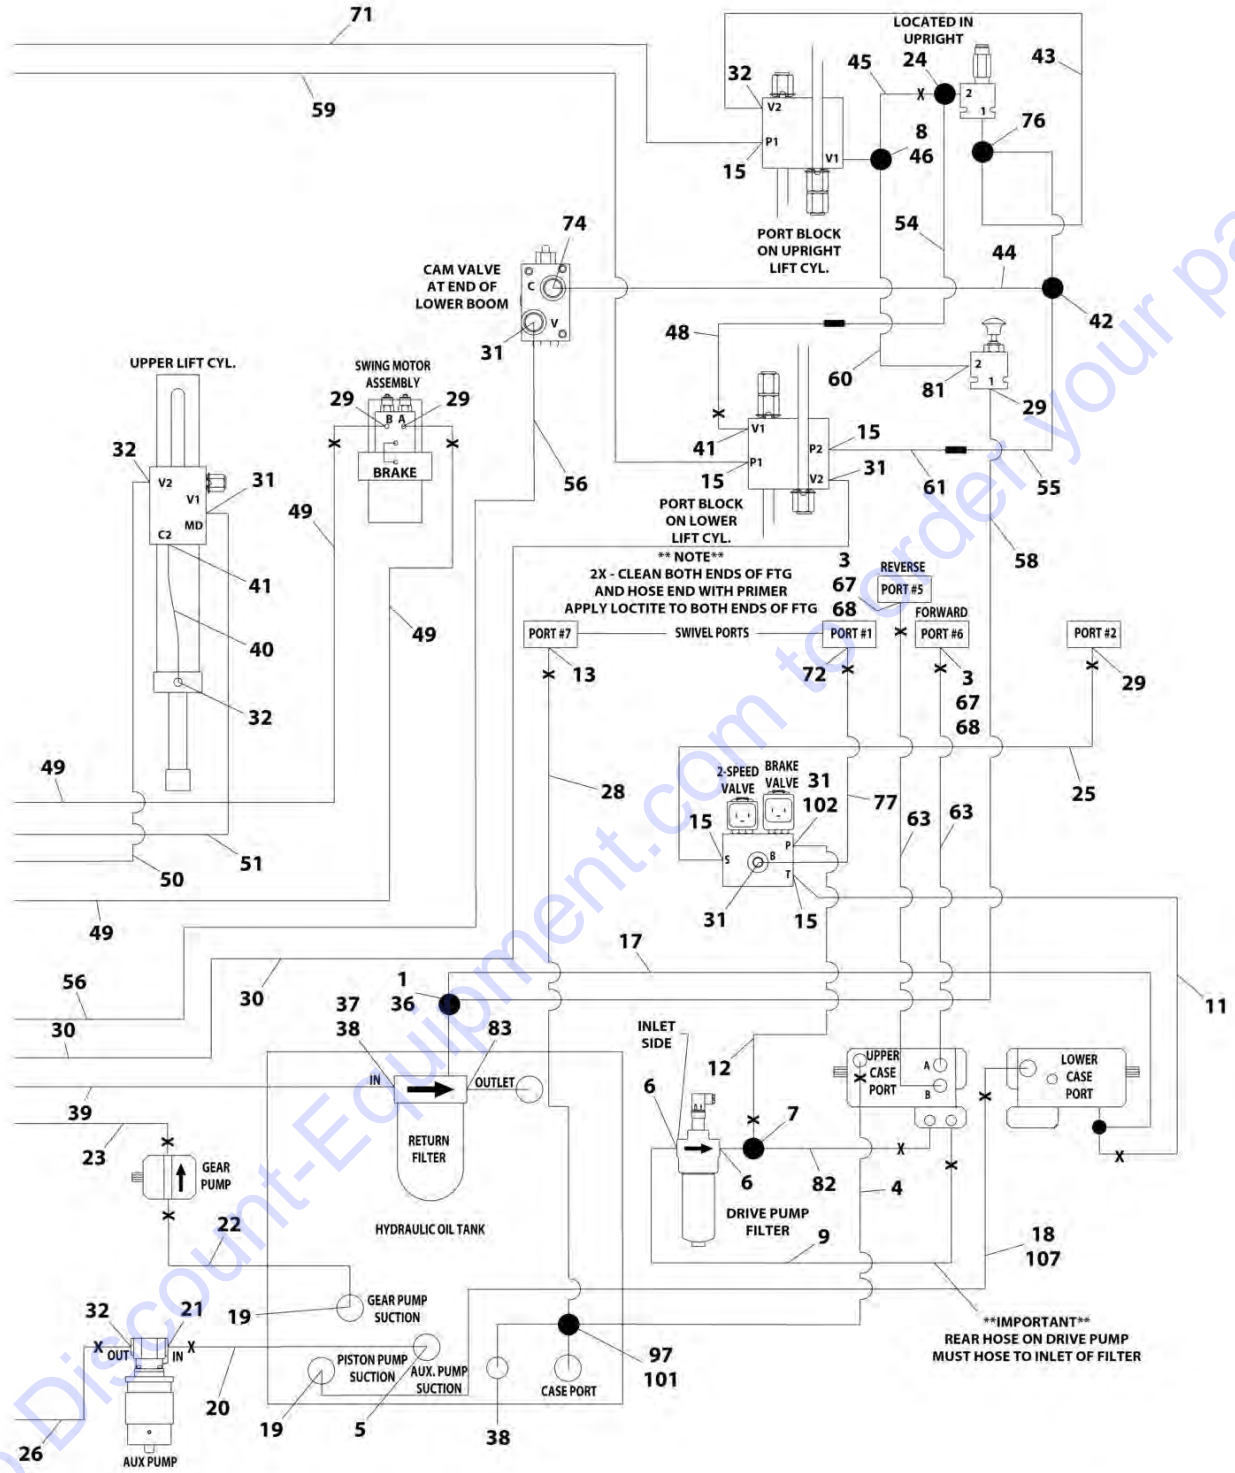 71
LOCATED IN
UPRIGHT
24
43
45
32
59
V2
2
1
8
46
76
P1
V1
15
74
54
PORT BLOCK
ON UPRIGHT
LIFT CYL.
44
CAM VALVE
AT END OF
LOWER BOOM
C
V
42
48
31
60
2
81
1
29
UPPER LIFT CYL.
SWING MOTOR
ASSEMBLY
29
29
B A
V1
41
15
P2
32
V2
31
V1
BRAKE
56
P1
15
31
V2
61
55
MD
49
C2
PORT BLOCK
ON LOWER
LIFT CYL.
** NOTE**
2X - CLEAN BOTH ENDS OF FTG
AND HOSE END WITH PRIMER
APPLY LOCTITE TO BOTH ENDS OF FTG
3
67
68
REVERSE
PORT #5
58
41
FORWARD
40
49
PORT #7
SWIVEL PORTS
PORT #1
PORT #6
PORT #2
13
72
3
67
68
29
32
49
2-SPEED
VALVE
BRAKE
VALVE
28
31
102
77
25
63
63
15
S
P
B
T
51
50
31
15
49
17
56
30
1
36
37
38
83
11
30
INLET
SIDE
12
UPPER
CASE
PORT
A
B
LOWER
CASE
PORT
IN
OUTLET
6
39
7
23
RETURN
FILTER
GEAR
PUMP
6
82
4
22
HYDRAULIC OIL TANK
DRIVE PUMP
FILTER
9
18
107
19
GEAR PUMP
SUCTION
32
21
**IMPORTANT**
REAR HOSE ON DRIVE PUMP
MUST HOSE TO INLET OF FILTER
OUT
IN
PISTON PUMP
SUCTION
AUX. PUMP
SUCTION
97
101
CASE PORT
20
19
5
38
26
AUX PUMP
Discount-Equipment.com to order your pa